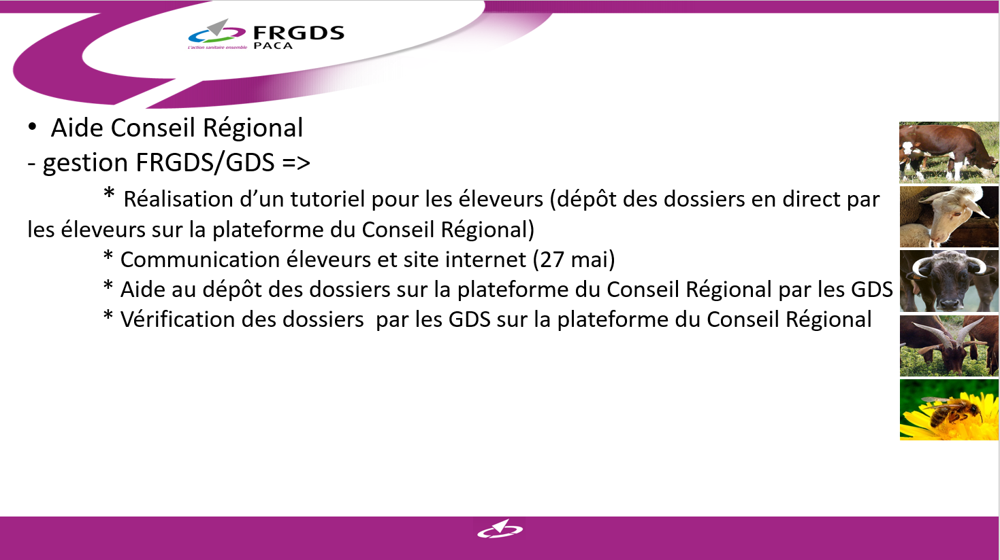 FRGDS
PACA
L'action sanitaire ensemble
• Aide Conseil Régional
- gestion FRGDS/GDS =>
* Réalisation d’un tutoriel pour les éleveurs (dépôt des dossiers en direct par
les éleveurs sur la plateforme du Conseil Régional)
* Communication éleveurs et site internet (27 mai)
* Aide au dépôt des dossiers sur la plateforme du Conseil Régional par les GDS
* Vérification des dossiers  par les GDS sur la plateforme du Conseil Régional